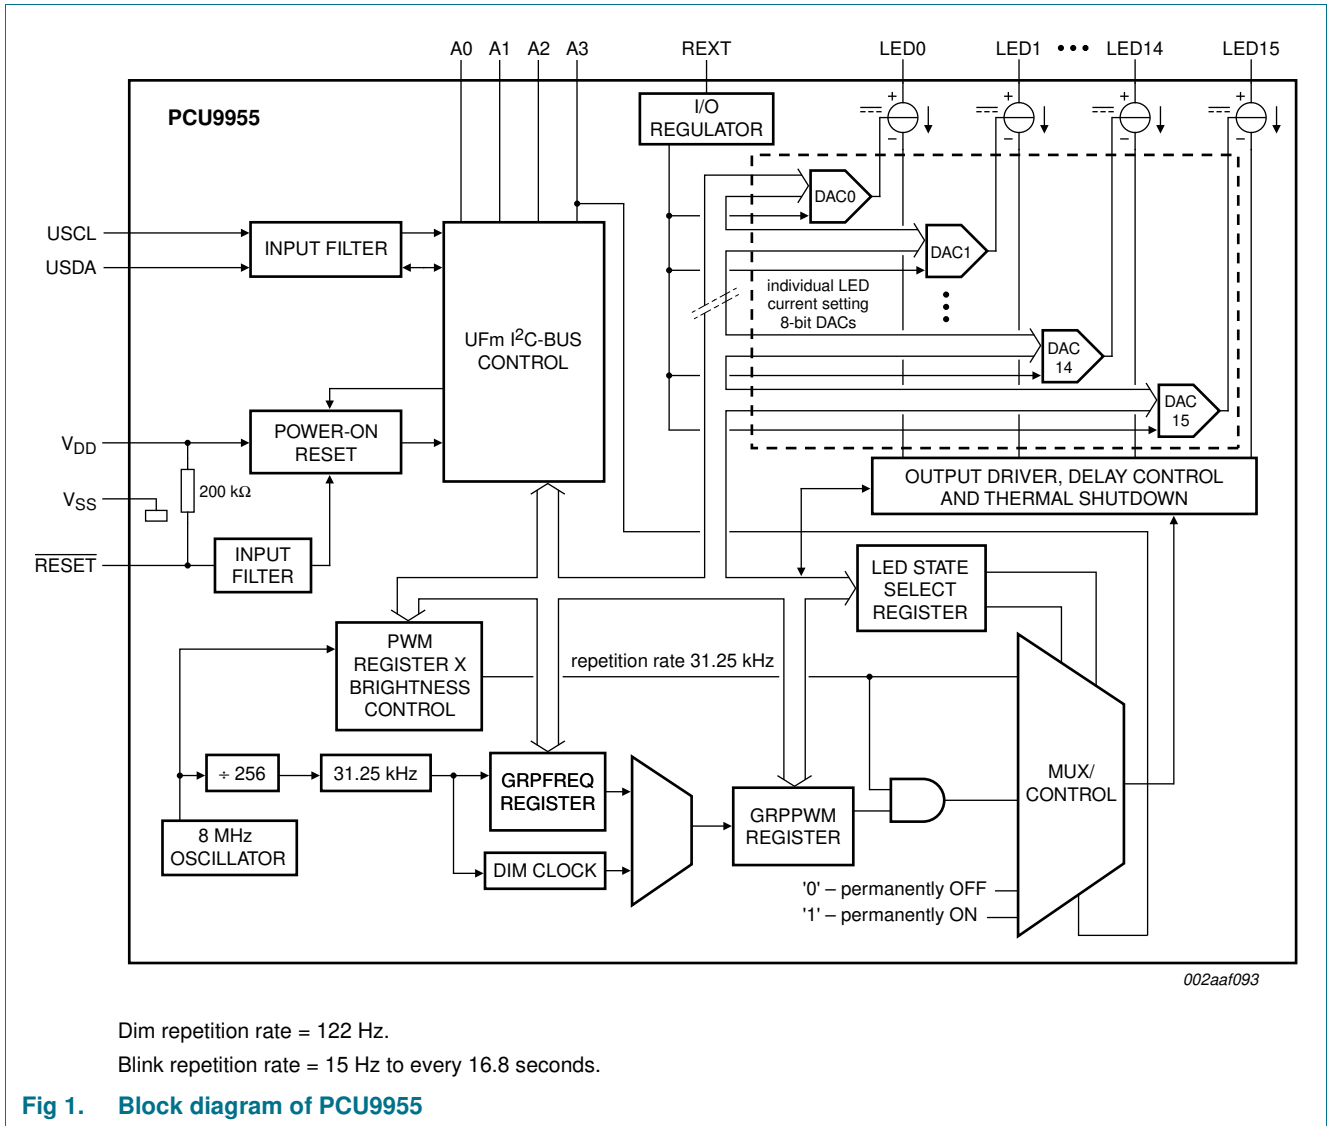 A0 A1 A2 A3 REXT LED0 LED1 ••• LED14 LED15
PCU9955
I/O
REGULATOR
+ + + +
− − − −
DAC0
DAC1
individual LED
current setting
8-bit DACs
DAC
14
DAC
15
USCL
USDA
INPUT FILTER
UFm I²C-BUS
CONTROL
VDD
VSS
RESET
200 kΩ
POWER-ON
RESET
INPUT
FILTER
OUTPUT DRIVER, DELAY CONTROL
AND THERMAL SHUTDOWN
LED STATE
SELECT
REGISTER
PWM
REGISTER X
BRIGHTNESS
CONTROL
repetition rate 31.25 kHz
÷ 256
31.25 kHz
GRPFREQ
REGISTER
DIM CLOCK
8 MHz
OSCILLATOR
GRPPWM
REGISTER
MUX/
CONTROL
'0' – permanently OFF
'1' – permanently ON
002aaf093
Dim repetition rate = 122 Hz.
Blink repetition rate = 15 Hz to every 16.8 seconds.
Fig 1. Block diagram of PCU9955